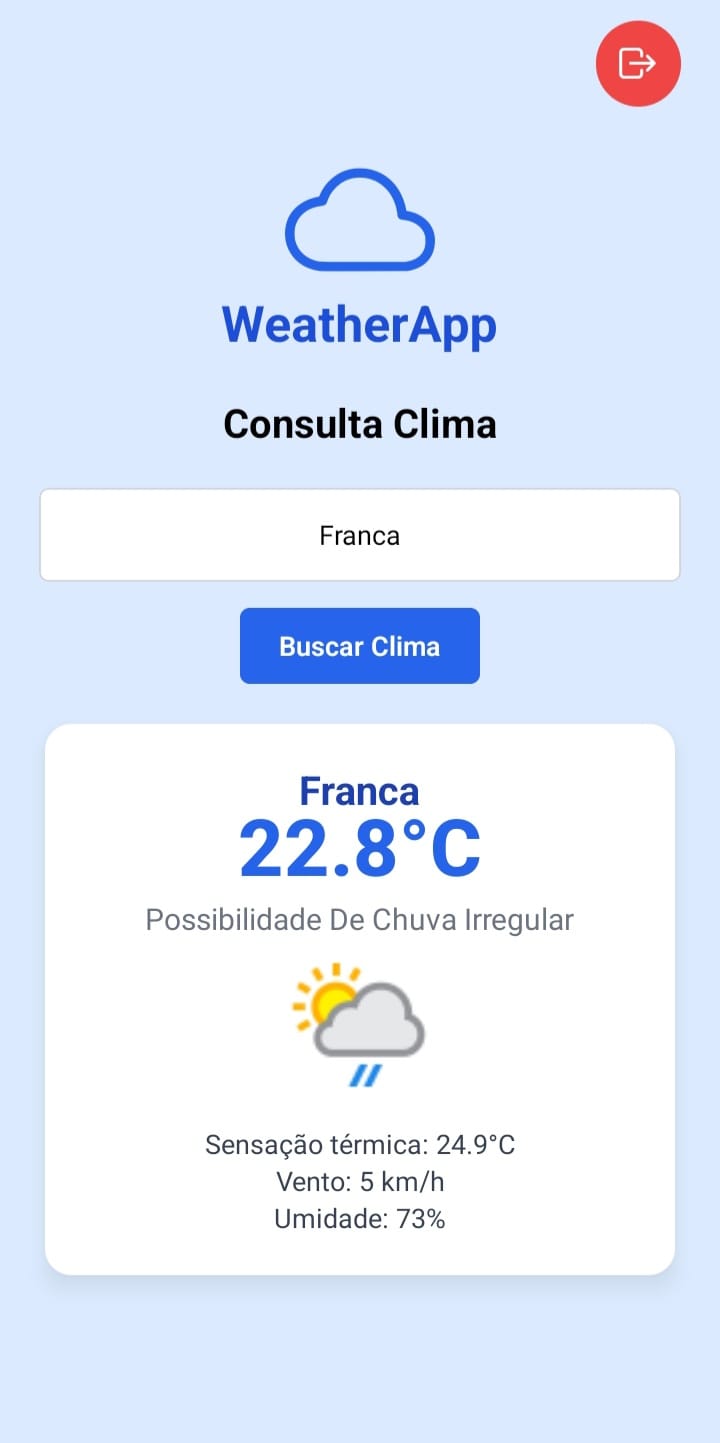 WeatherApp
Consulta Clima
Franca
Buscar Clima
Franca
22.8°C
Possibilidade De Chuva Irregular
Sensação térmica: 24.9°C
Vento: 5 km/h
Umidade: 73%